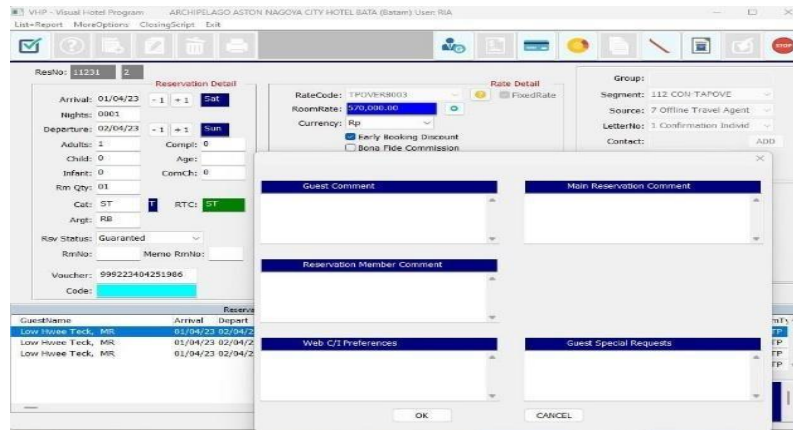 VHP - Visual Hotel Program ARCHIPELAGO ASTON NAGOYA CITY HOTEL BATA (Batam) User: RIA
List+Report MoreOptions ClosingScript Exit
STOP
ResNo: 11231 2
Reservation Detail
Arrival: 01/04/23 - 1 + 1 Sat
Nights: 0001
Departure: 02/04/23 - 1 + 1 Sun
Adults: 1 Compl: 0
Child: 0 Age:
Infant: 0 ComCh: 0
Rm Qty: 01
Cat: ST T RTC: ST
Argt: RB
Rsv Status: Guaranted
RmNo: Memo RmNo:
Voucher: 999223404251986
Code:
Rate Detail
RateCode: TPOVER8003 FixedRate
RoomRate: 570,000.00
Currency: Rp
Early Booking Discount
Bona Fide Commission
Group:
Segment: 112 CON-TAPOVE
Source: 7 Offline Travel Agent
LetterNo: 1 Confirmation Individ
Contact: ADD
Guest Comment
Main Reservation Comment
Reservation Member Comment
Web C/I Preferences
Guest Special Requests
OK CANCEL
Reserva
GuestName Arrival Depart
Low Hwee Teck, MR 01/04/23 02/04/2
Low Hwee Teck, MR 01/04/23 02/04/2
Low Hwee Teck, MR 01/04/23 02/04/2
mTy
TP
TP
TP
TP